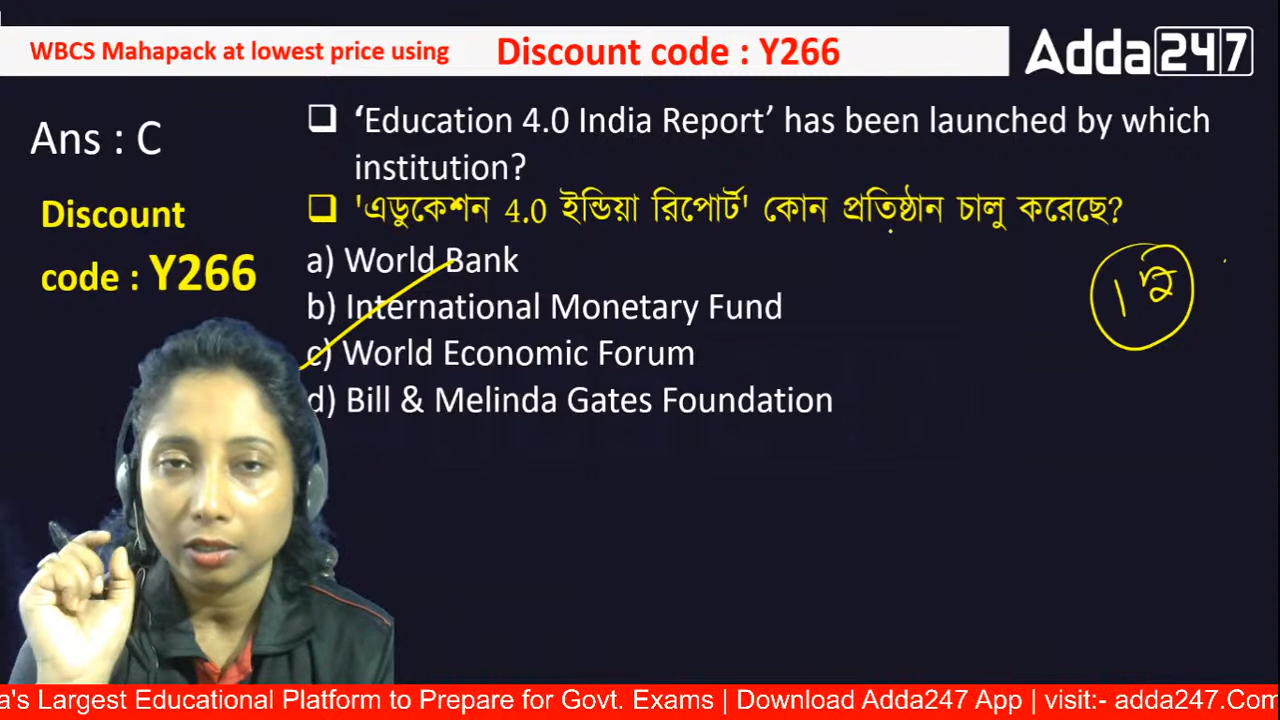 WBCS Mahapack at lowest price using Discount code : Y266
Adda247
Ans : C
Discount
code : Y266
❑ ‘Education 4.0 India Report’ has been launched by which
institution?
❑ 'এডুকেশন 4.0 ইন্ডিয়া রিপোর্ট' কোন প্রতিষ্ঠান চালু করেছে?
a) World Bank
b) International Monetary Fund
c) World Economic Forum
d) Bill & Melinda Gates Foundation
a's Largest Educational Platform to Prepare for Govt. Exams | Download Adda247 App | visit:- adda247.Com